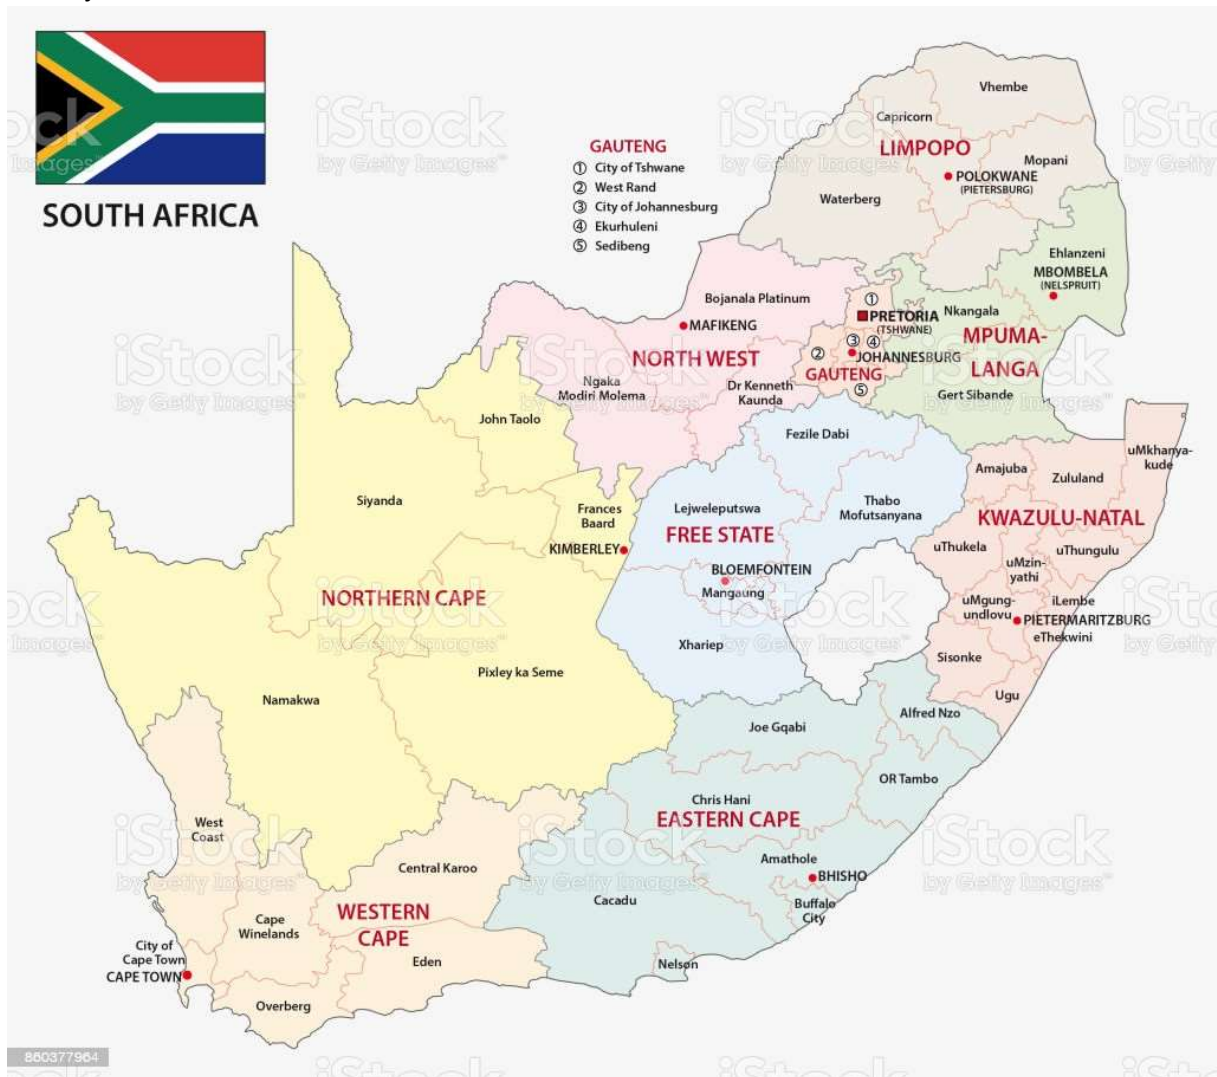 SOUTH AFRICA
GAUTENG
① City of Tshwane
② West Rand
③ City of Johannesburg
④ Ekurhuleni
⑤ Sedibeng
Vhembe
Capricorn
LIMPOPO
Mopani
POLOKWANE
(PIETERSBURG)
Waterberg
Ehlanzeni
MBOMBELA
(NELSPRUIT)
Bojanala Platinum
①
Nkangala
PRETORIA
(TSHWANE)
MAFIKENG
MPUMA-
LANGA
NORTH WEST
② ③ ④
JOHANNESBURG
GAUTENG
⑤
Ngaka
Modiri Molema
Dr Kenneth
Kaunda
Gert Sibande
John Taolo
Fezile Dabi
uMkhanya-
kude
Amajuba
Zululand
Siyanda
Frances
Baard
Lejweleputswa
Thabo
Mofutsanyana
KWAZULU-NATAL
FREE STATE
KIMBERLEY
uThukela
uThungulu
uMzin-
yathi
BLOEMFONTEIN
Mangaung
NORTHERN CAPE
uMgung-
undlovu
iLembe
PIETERMARITZBURG
eThekwini
Xhariep
Sisonke
Pixley ka Seme
Ugu
Namakwa
Alfred Nzo
Joe Gqabi
OR Tambo
Chris Hani
EASTERN CAPE
West
Coast
Amathole
BHISHO
Central Karoo
Cacadu
Buffalo
City
WESTERN
CAPE
Cape
Winelands
City of
Cape Town
CAPE TOWN
Eden
Nelson
Overberg
iStock
by Getty Images™
860377964